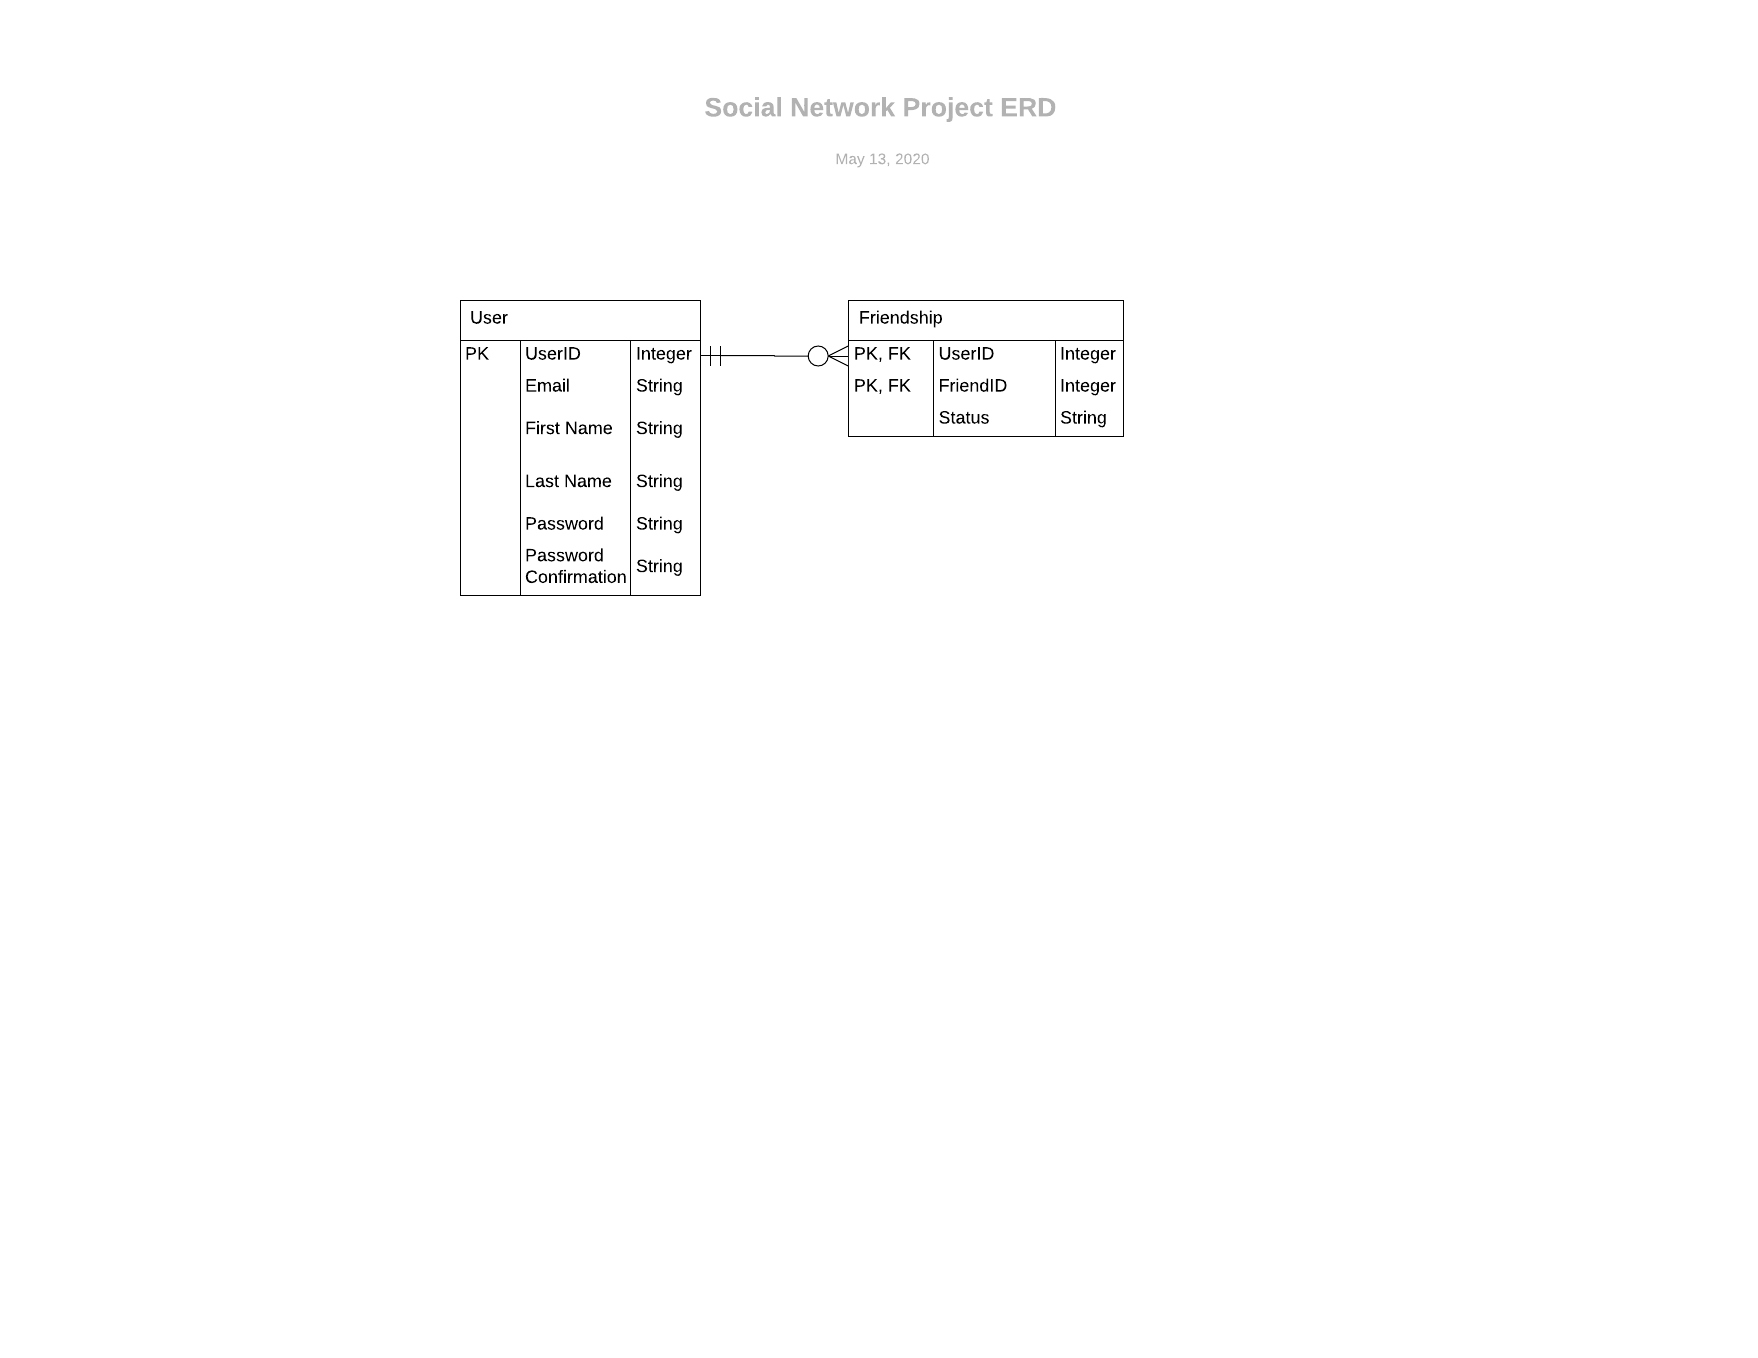 Social Network Project ERD
May 13, 2020
User
PK UserID Integer
Email String
First Name String
Last Name String
Password String
Password
Confirmation String
Friendship
PK, FK UserID Integer
PK, FK FriendID Integer
Status String